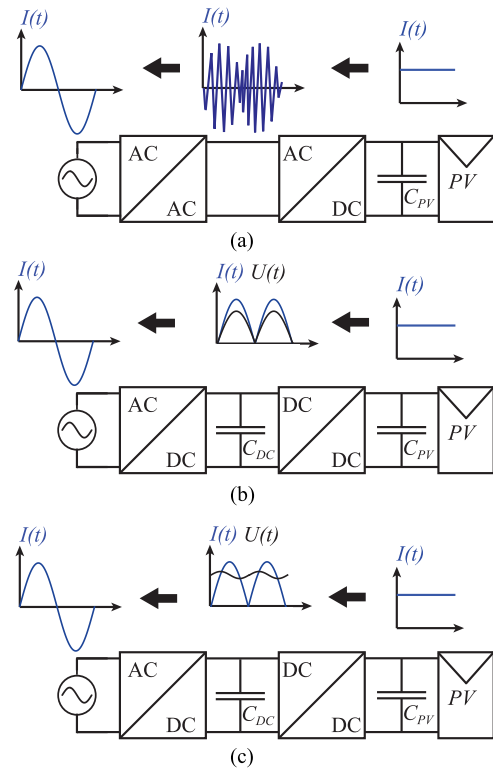 I(t) I(t) I(t)
AC AC C_PV PV
AC DC
(a)
I(t) I(t) U(t) I(t)
AC C_DC DC C_PV PV
DC DC
(b)
I(t) I(t) U(t) I(t)
AC C_DC DC C_PV PV
DC DC
(c)